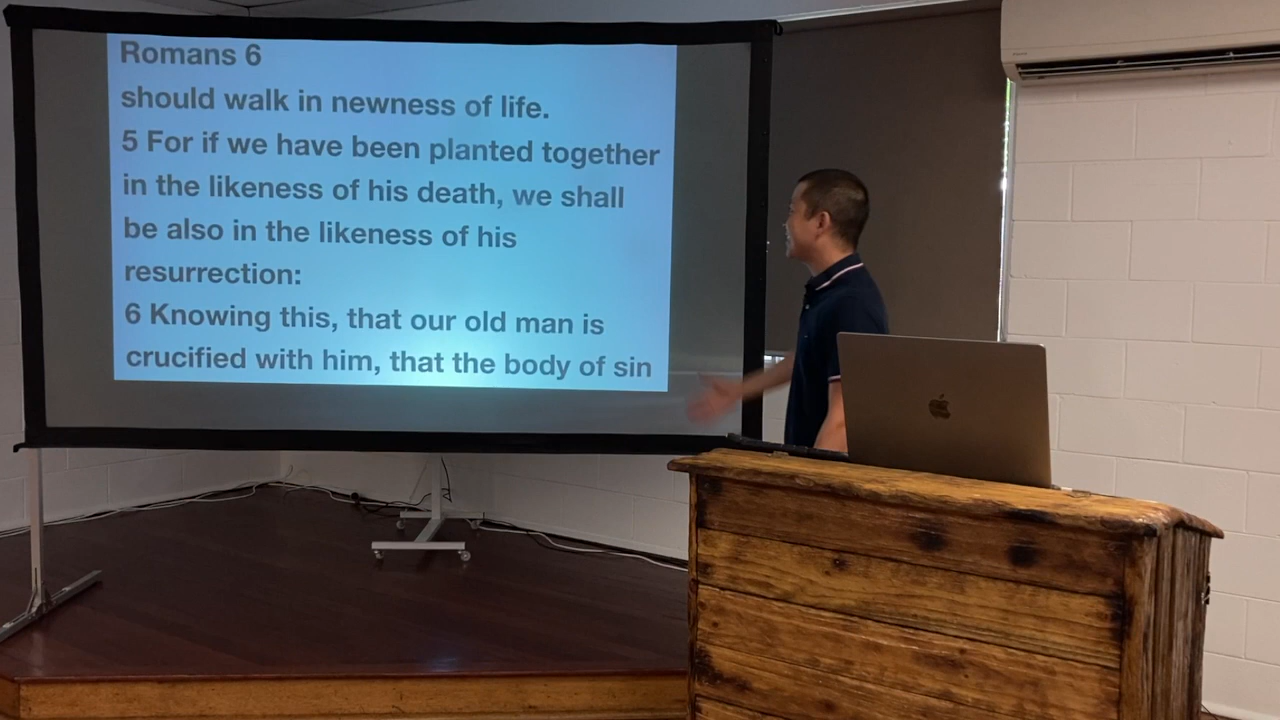 Romans 6
should walk in newness of life.
5 For if we have been planted together
in the likeness of his death, we shall
be also in the likeness of his
resurrection:
6 Knowing this, that our old man is
crucified with him, that the body of sin